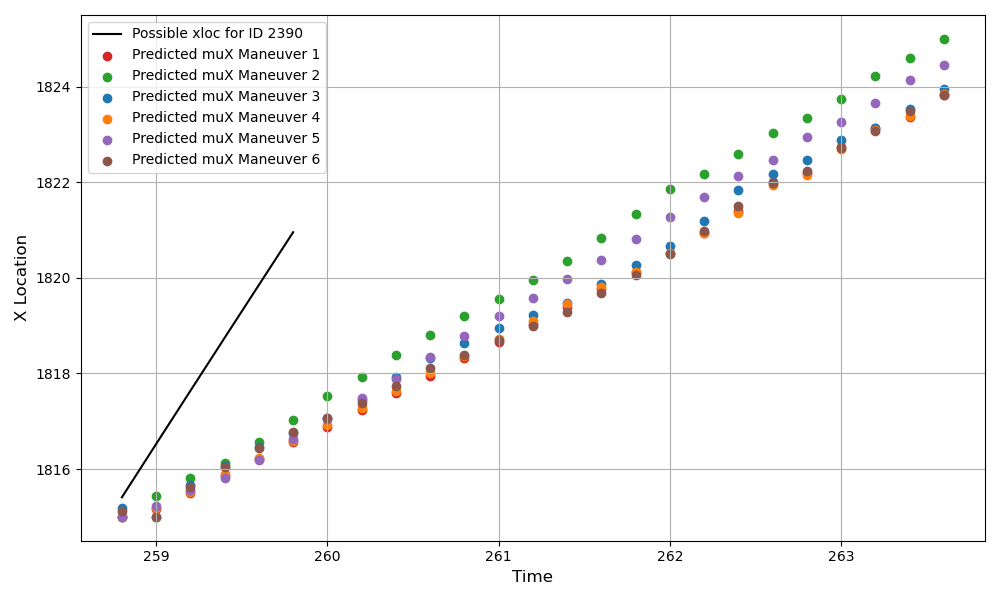 Possible xloc for ID 2390
Predicted muX Maneuver 1
Predicted muX Maneuver 2
Predicted muX Maneuver 3
Predicted muX Maneuver 4
Predicted muX Maneuver 5
Predicted muX Maneuver 6
1824
1822
1820
1818
1816
X Location
259 260 261 262 263
Time